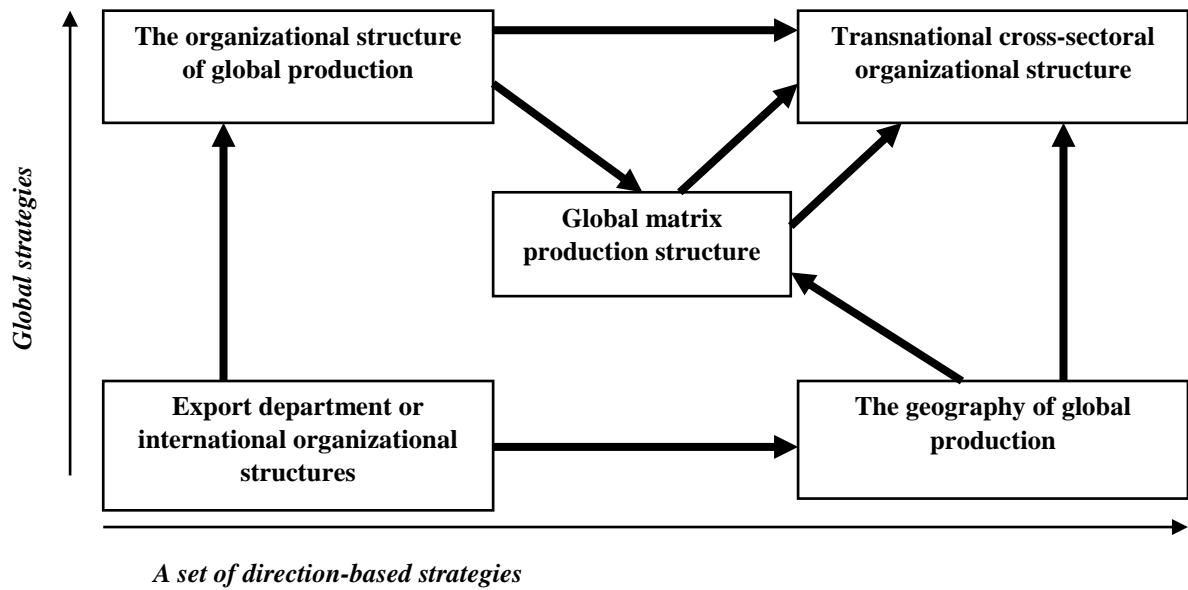 The organizational structure
of global production
Transnational cross-sectoral
organizational structure
Global strategies
Global matrix
production structure
Export department or
international organizational
structures
The geography of global
production
A set of direction-based strategies